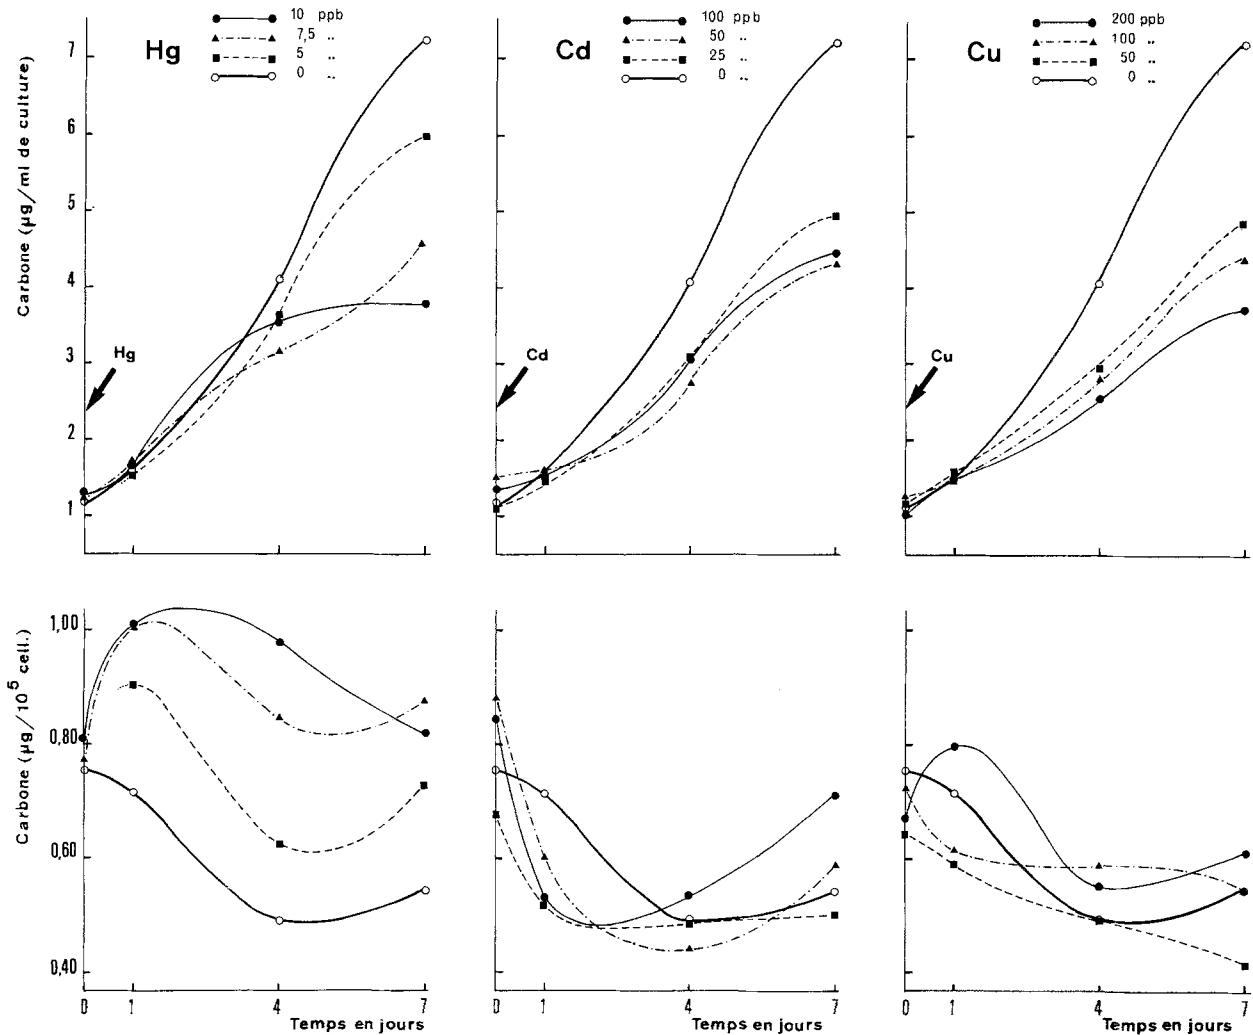 Hg
10 ppb
7,5 „
5 „
0 „
Cd
100 ppb
50 „
25 „
0 „
Cu
200 ppb
100 „
50 „
0 „
Carbone (µg/ml de culture)
7
6
5
4
3
2
1
Hg
Cd
Cu
Carbone (µg/10⁵ cell.)
1,00
0,80
0,60
0,40
0 1 4 7
Temps en jours
0 1 4 7
Temps en jours
0 1 4 7
Temps en jours